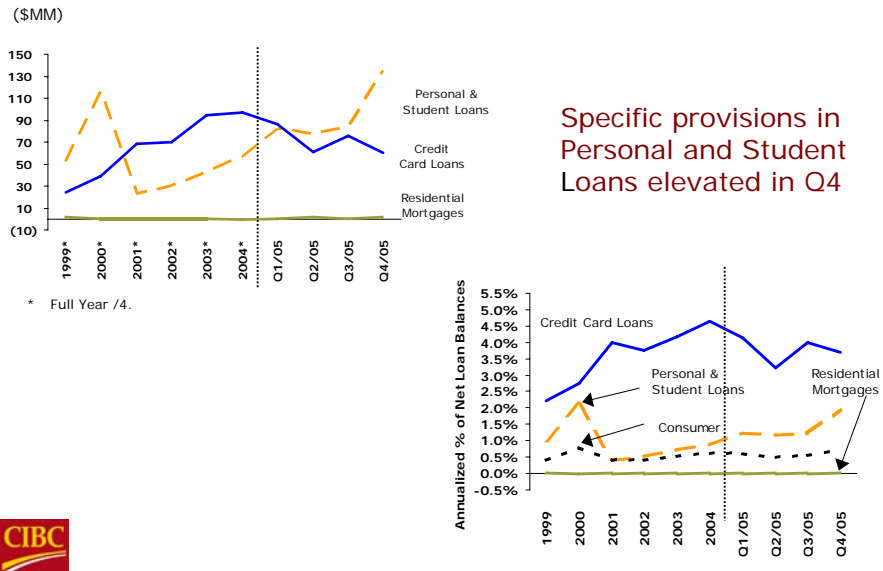 ($MM)
150
130
110
90
70
50
30
10
(10)
Personal &
Student Loans
Credit
Card Loans
Residential
Mortgages
1999*
2000*
2001*
2002*
2003*
2004*
Q1/05
Q2/05
Q3/05
Q4/05
* Full Year /4.
Specific provisions in
Personal and Student
Loans elevated in Q4
Annualized % of Net Loan Balances
5.5%
5.0%
4.5%
4.0%
3.5%
3.0%
2.5%
2.0%
1.5%
1.0%
0.5%
0.0%
-0.5%
Credit Card Loans
Personal &
Student Loans
Consumer
Residential
Mortgages
1999
2000
2001
2002
2003
2004
Q1/05
Q2/05
Q3/05
Q4/05
CIBC